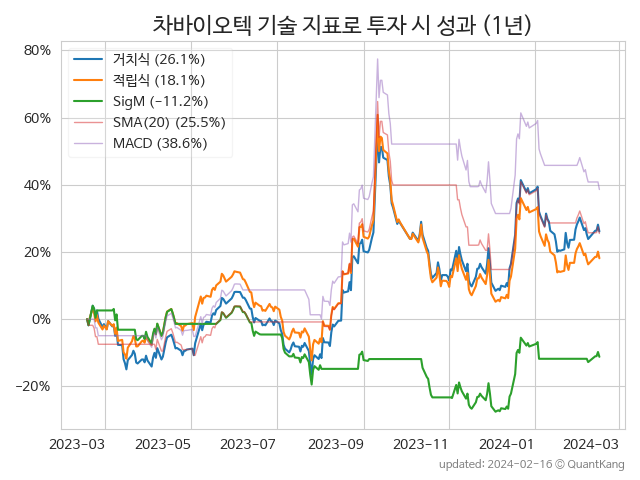 차바이오텍 기술 지표로 투자 시 성과 (1년)
80%
60%
40%
20%
0%
−20%
거치식 (26.1%)
적립식 (18.1%)
SigM (−11.2%)
SMA(20) (25.5%)
MACD (38.6%)
2023-03
2023-05
2023-07
2023-09
2023-11
2024-01
2024-03
updated: 2024-02-16 © QuantKang